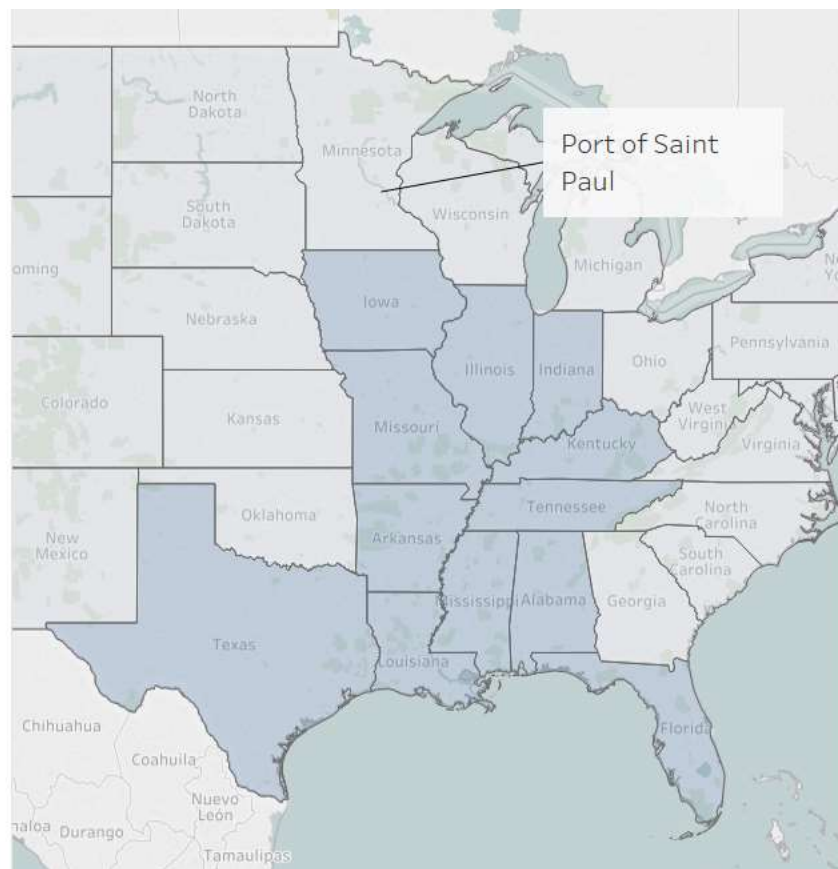 North
Dakota
Minnesota
Port of Saint
Paul
South
Dakota
Wisconsin
Michigan
oming
Iowa
Nebraska
Pennsylvania
Illinois
Indiana
Ohio
Colorado
Kansas
Missouri
West
Virginia
Kentucky
Virginia
Tennessee
North
Carolina
Oklahoma
Arkansas
New
Mexico
South
Carolina
Mississippi
Alabama
Georgia
Texas
Louisiana
Florida
Chihuahua
Coahuila
Nuevo
León
Durango
Tamaulipas